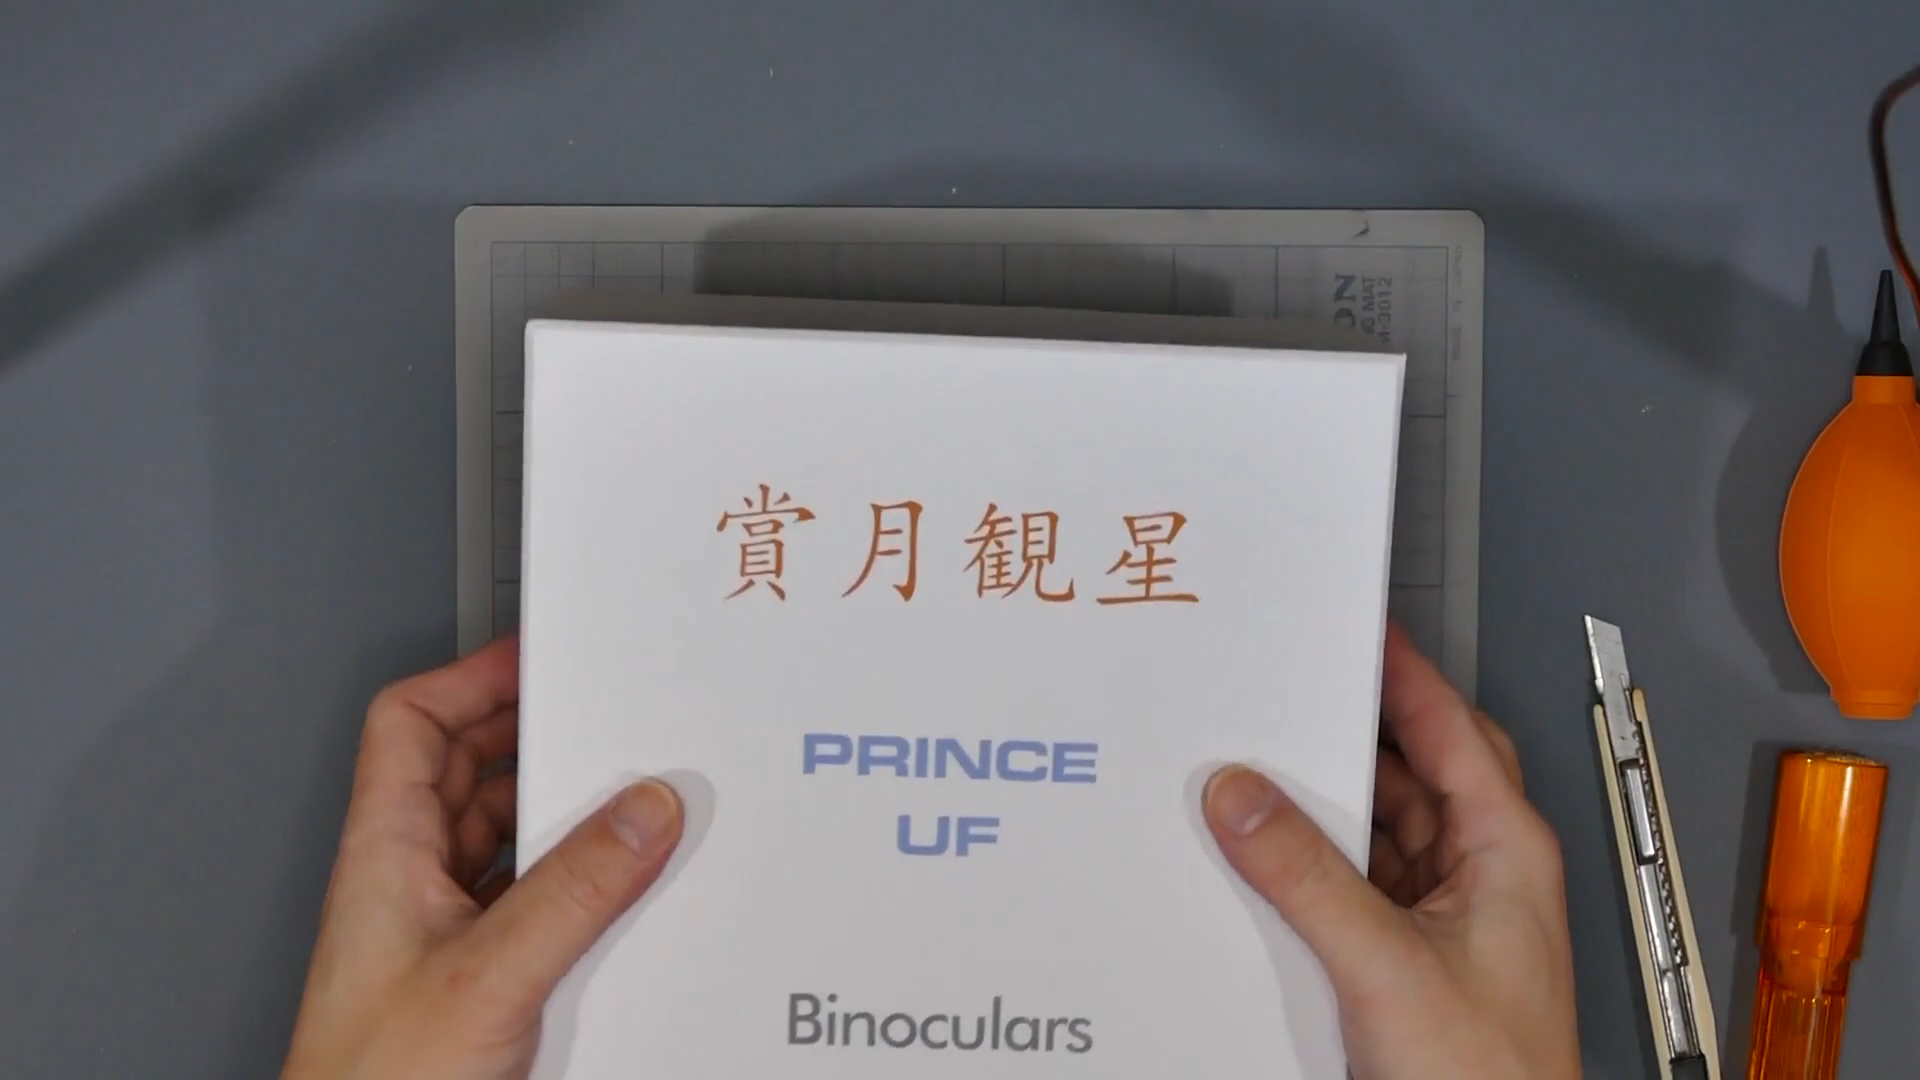 賞月観星
PRINCE
UF
Binoculars